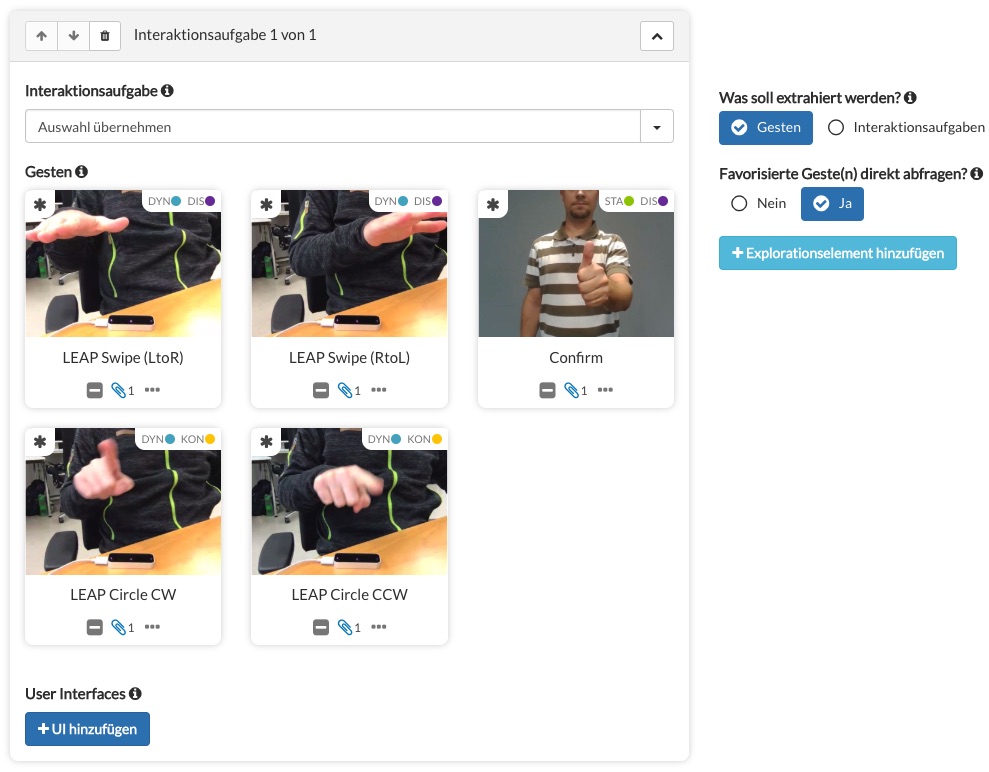 Interaktionsaufgabe 1 von 1
Interaktionsaufgabe
Auswahl übernehmen
Gesten
DYN DIS
DYN DIS
STA DIS
LEAP Swipe (LtoR)
LEAP Swipe (RtoL)
Confirm
1
1
1
DYN KON
DYN KON
LEAP Circle CW
LEAP Circle CCW
1
1
User Interfaces
UI hinzufügen
Was soll extrahiert werden?
Gesten Interaktionsaufgaben
Favorisierte Geste(n) direkt abfragen?
Nein Ja
Explorationselement hinzufügen